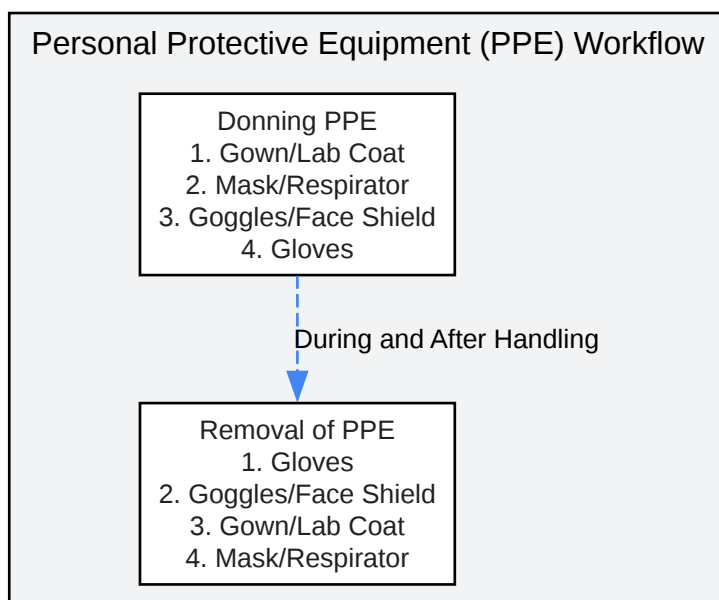 Personal Protective Equipment (PPE) Workflow
Donning PPE
1. Gown/Lab Coat
2. Mask/Respirator
3. Goggles/Face Shield
4. Gloves
During and After Handling
Removal of PPE
1. Gloves
2. Goggles/Face Shield
3. Gown/Lab Coat
4. Mask/Respirator